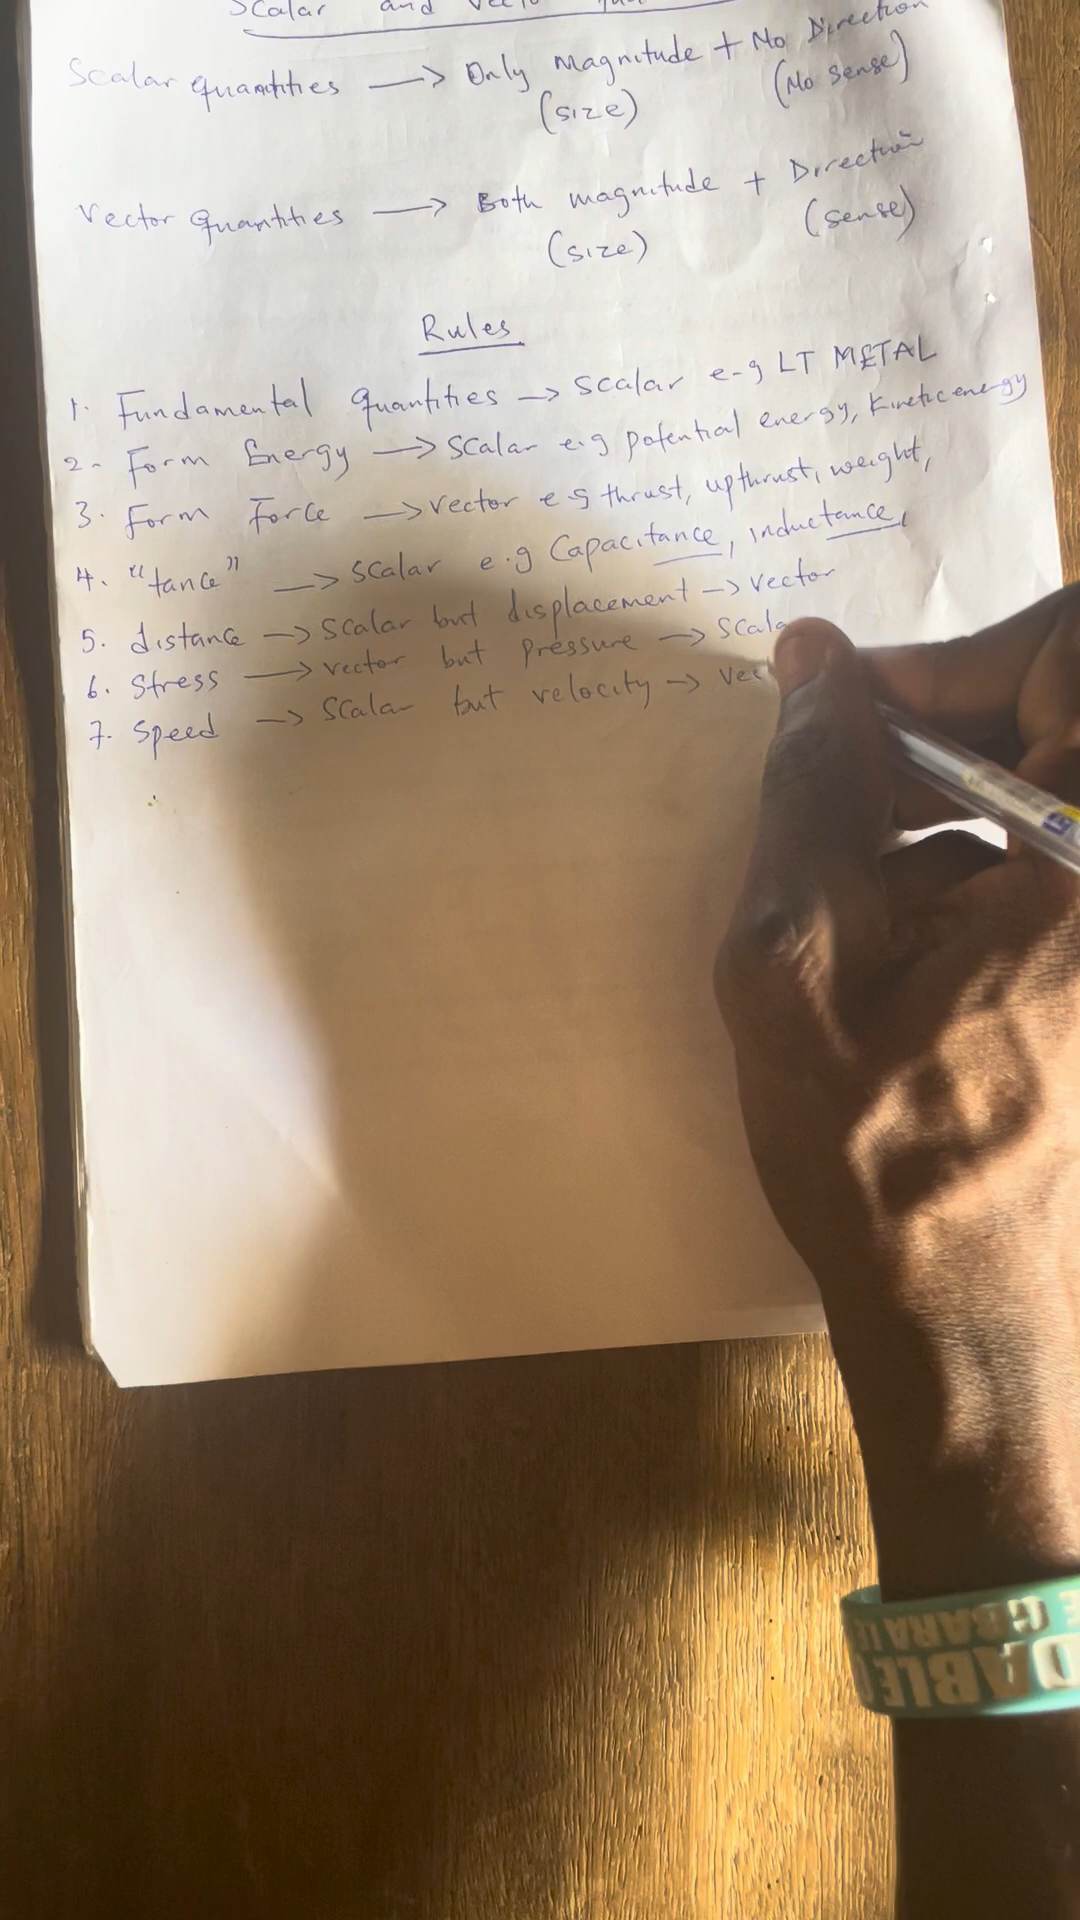 Scalar and
Scalar quantities → Only magnitude + No Direction
(size) (No sense)
Vector quantities → Both magnitude + Direction
(size) (sense)
Rules
1. Fundamental quantities → scalar e-g LT METAL
2- Form Energy → scalar e.g potential energy, Kinetic energy
3. Form Force → vector e g thrust, upthrust, weight,
4. "tance" → scalar e.g Capacitance, inductance,
5. distance → scalar but displacement → vector
6. Stress → vector but pressure → Scala
7. Speed → Scalar but velocity → vec